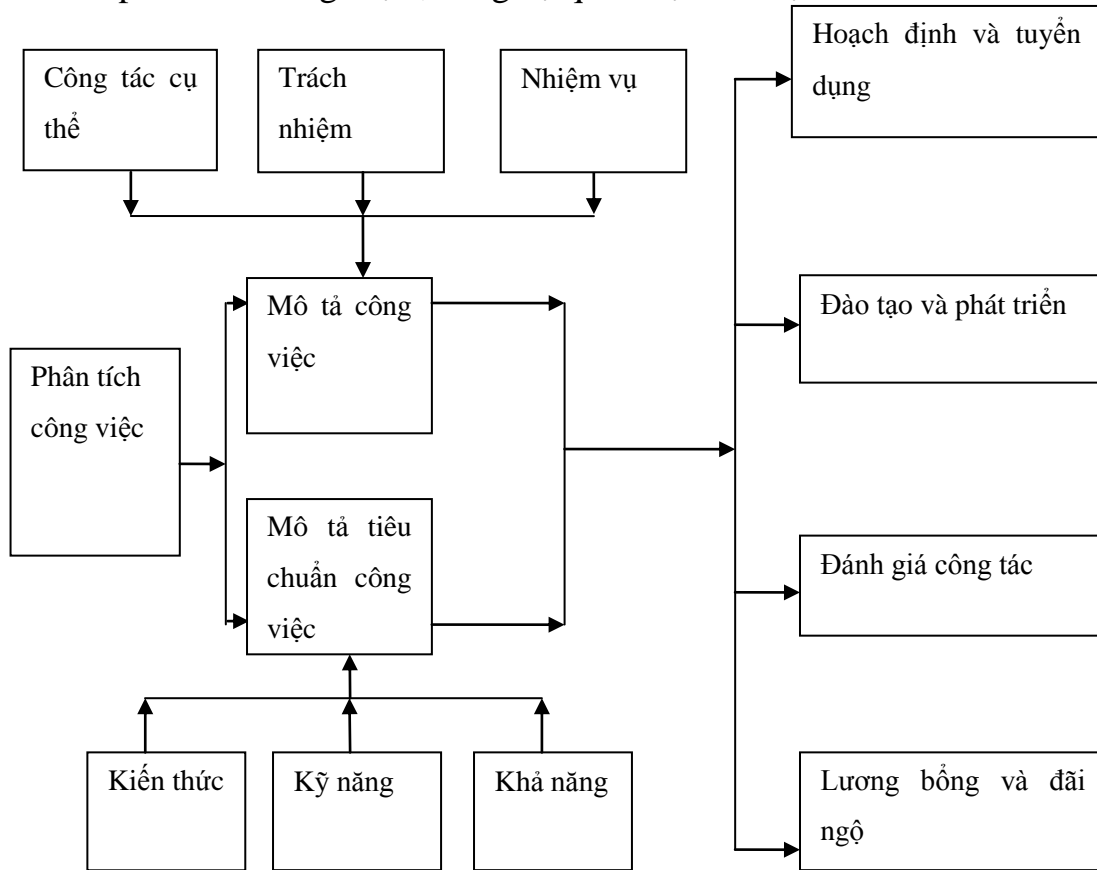 Hoạch định và tuyển
dụng
Công tác cụ
thể
Trách
nhiệm
Nhiệm vụ
Mô tả công
việc
Đào tạo và phát triển
Phân tích
công việc
Mô tả tiêu
chuẩn công
việc
Đánh giá công tác
Kiến thức
Kỹ năng
Khả năng
Lương bổng và đãi
ngộ